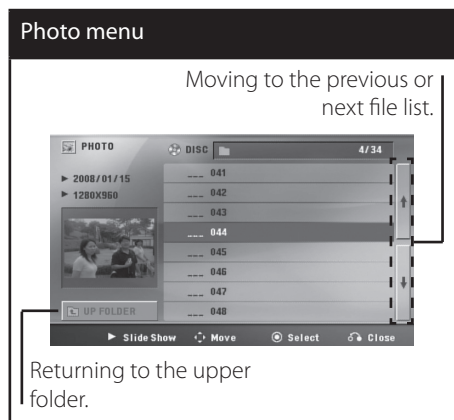 Photo menu
Moving to the previous or
next file list.
PHOTO
DISC
4/34
► 2008/01/15
► 1280X960
--- 041
--- 042
--- 043
--- 044
--- 045
--- 046
--- 047
--- 048
UP FOLDER
► Slide Show Move Select Close
Returning to the upper
folder.